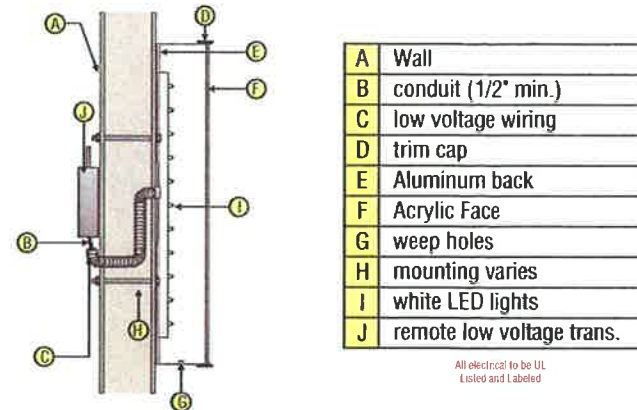 D
A
E
F
J
I
B
H
C
G
A Wall
B conduit (1/2" min.)
C low voltage wiring
D trim cap
E Aluminum back
F Acrylic Face
G weep holes
H mounting varies
I white LED lights
J remote low voltage trans.
All electrical to be UL
Listed and Labeled